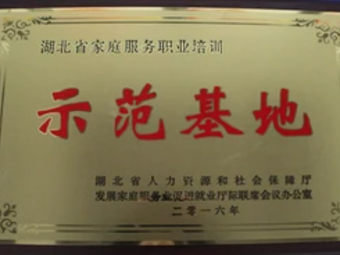 湖北省家庭服务职业培训
示范基地
湖北省人力资源和社会保障厅
发展家庭服务业促进就业厅际联席会议办公室
二零一六年